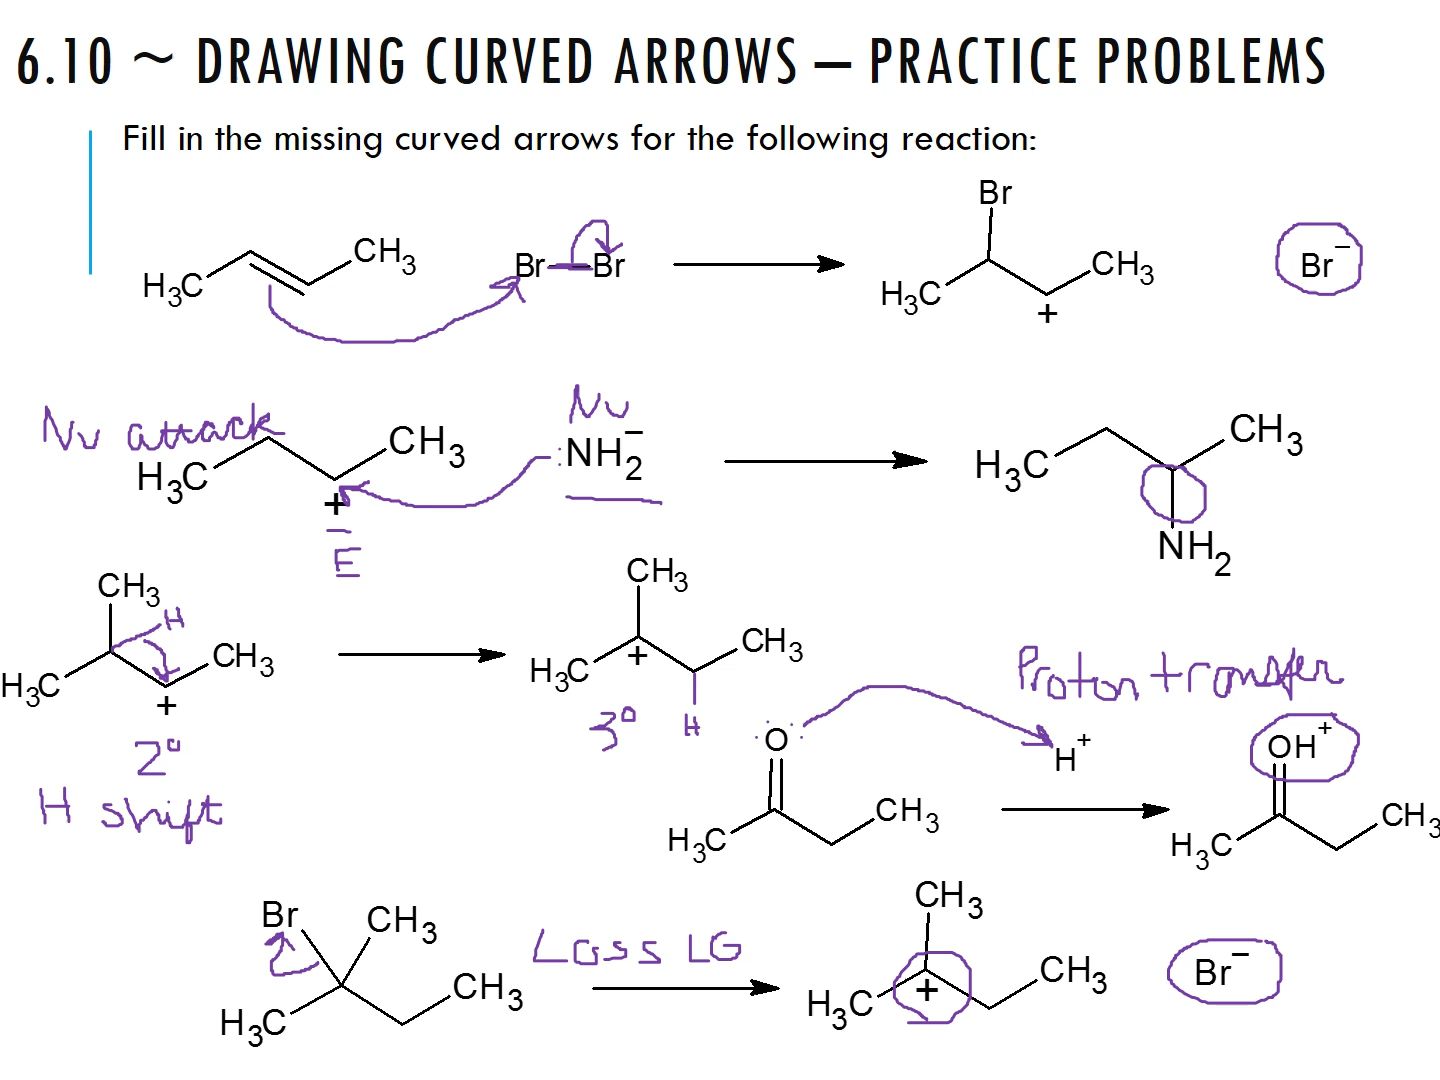 6.10 ~ DRAWING CURVED ARROWS – PRACTICE PROBLEMS
Fill in the missing curved arrows for the following reaction:
H₃C CH₃ Br Br Br H₃C CH₃ + Br⁻
Nu attack H₃C CH₃ + E Nu :NH₂⁻ H₃C CH₃ NH₂
CH₃ H H₃C CH₃ + 2° CH₃ H₃C + CH₃ 3° H
H shift
Proton transfer
O H⁺ OH⁺
H₃C CH₃ H₃C CH₃
Br CH₃ H₃C CH₃ Loss LG CH₃ H₃C + CH₃ Br⁻